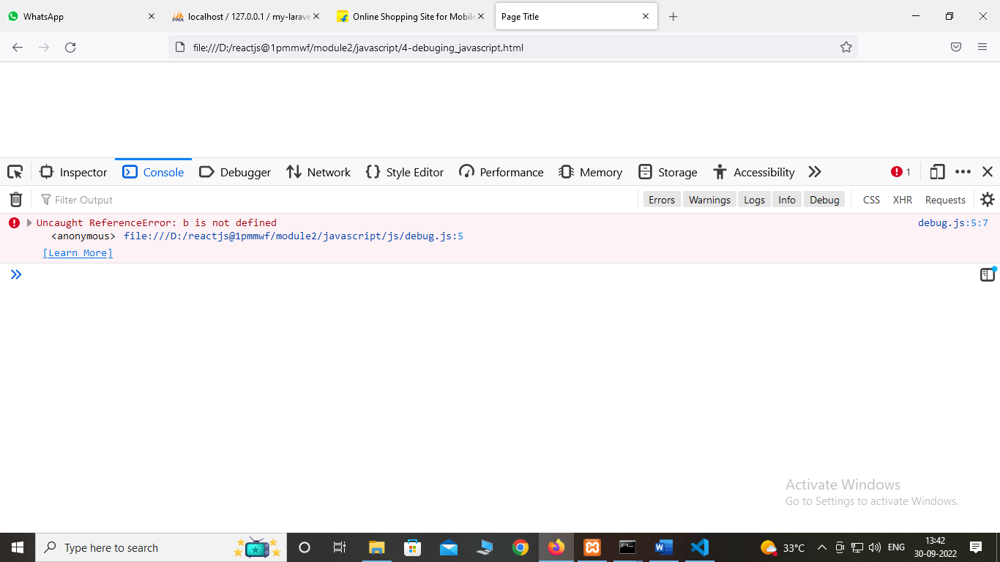 WhatsApp
localhost / 127.0.0.1 / my-larave
Online Shopping Site for Mobile
Page Title
file:///D:/reactjs@1pmmwf/module2/javascript/4-debuging_javascript.html
Inspector
Console
Debugger
Network
{} Style Editor
Performance
Memory
Storage
Accessibility
1
Filter Output
Errors
Warnings
Logs
Info
Debug
CSS
XHR
Requests
Uncaught ReferenceError: b is not defined
debug.js:5:7
<anonymous> file:///D:/reactjs@1pmmwf/module2/javascript/js/debug.js:5
[Learn More]
Activate Windows
Go to Settings to activate Windows.
Type here to search
33°C
ENG
13:42
30-09-2022